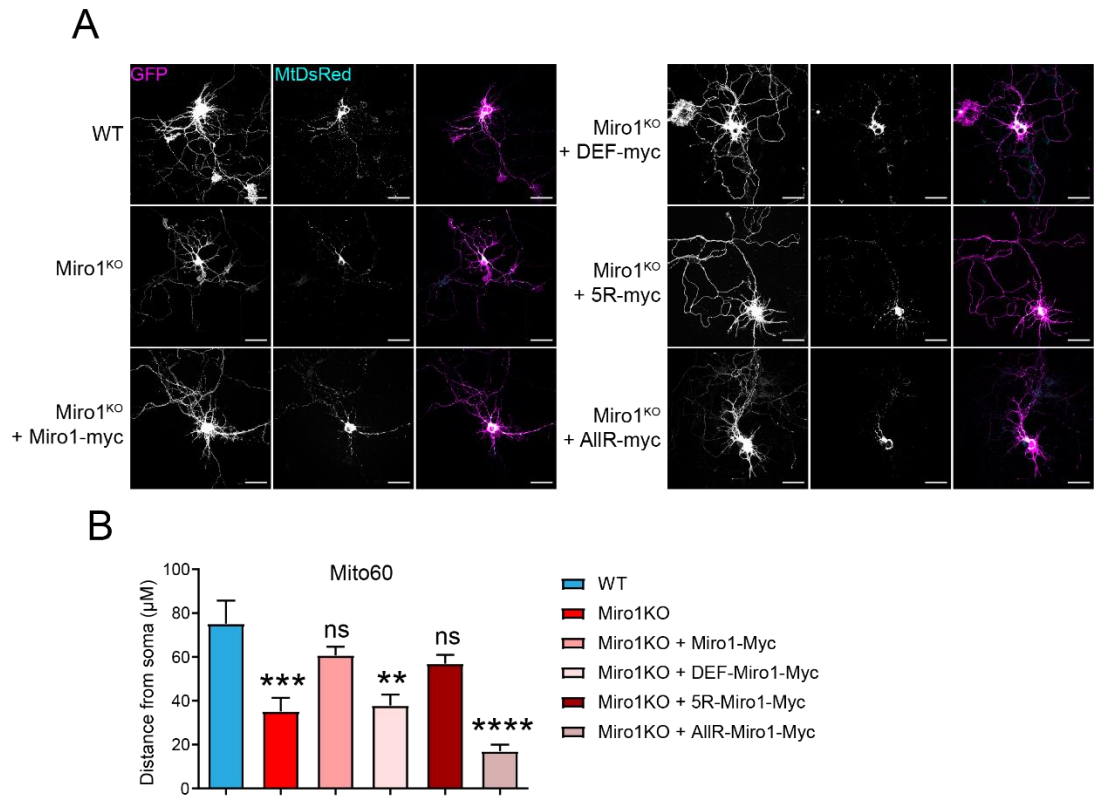 A
GFP
MtDsRed
WT
Miro1KO
Miro1KO
+ Miro1-myc
Miro1KO
+ DEF-myc
Miro1KO
+ 5R-myc
Miro1KO
+ AllR-myc
B
Mito60
Distance from soma (µM)
100
80
60
40
20
0
***
ns
**
ns
****
WT
Miro1KO
Miro1KO + Miro1-Myc
Miro1KO + DEF-Miro1-Myc
Miro1KO + 5R-Miro1-Myc
Miro1KO + AllR-Miro1-Myc